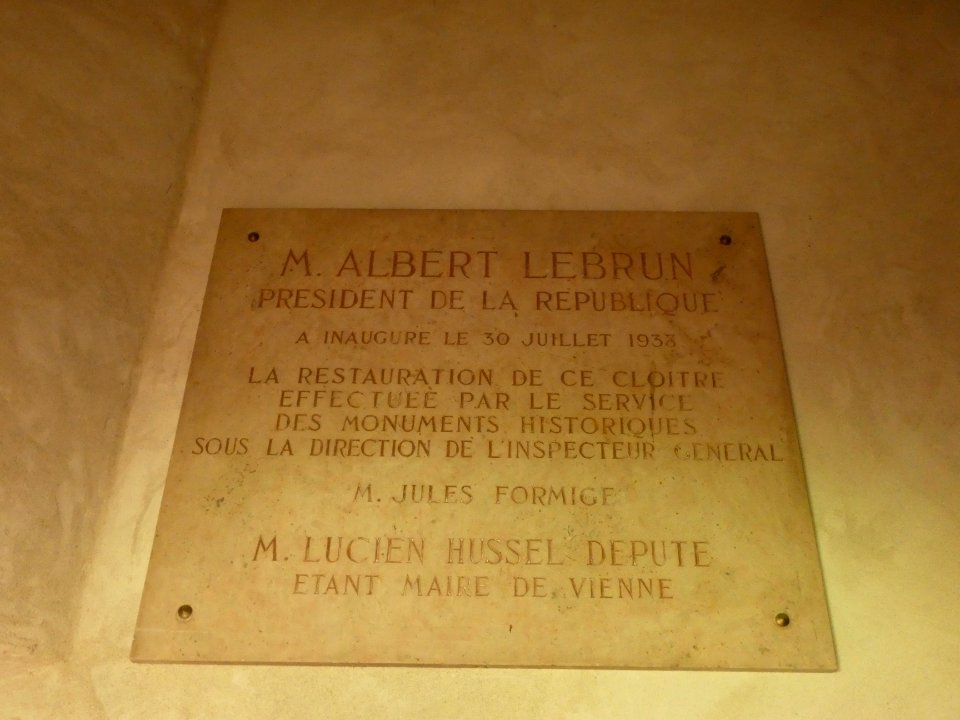 M. ALBERT LEBRUN
PRESIDENT DE LA REPUBLIQUE
A INAUGURE LE 30 JUILLET 1938
LA RESTAURATION DE CE CLOITRE
EFFECTUEE PAR LE SERVICE
DES MONUMENTS HISTORIQUES
SOUS LA DIRECTION DE L'INSPECTEUR GENERAL
M. JULES FORMIGE
M. LUCIEN HUSSEL DEPUTE
ETANT MAIRE DE VIENNE